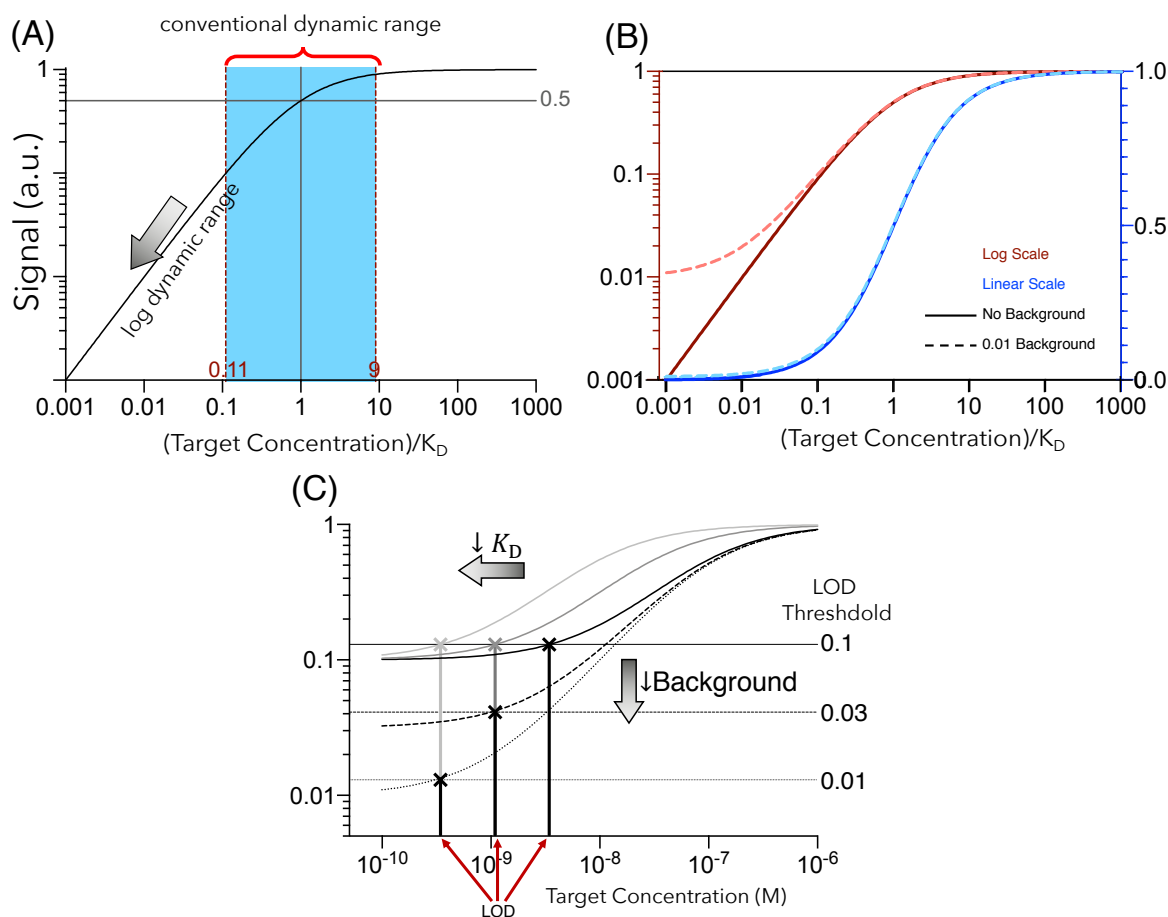 (A)
conventional dynamic range
Signal (a.u.)
1
0.5
log dynamic range
0.11
9
0.001
0.01
0.1
1
10
100
1000
(Target Concentration)/K_D
(B)
1
0.1
0.01
0.001
1.0
0.5
0.0
Log Scale
Linear Scale
No Background
0.01 Background
0.001
0.01
0.1
1
10
100
1000
(Target Concentration)/K_D
(C)
1
0.1
0.01
↓ K_D
LOD
Threshdold
0.1
↓Background
0.03
0.01
10^-10
10^-9
10^-8
10^-7
10^-6
Target Concentration (M)
LOD